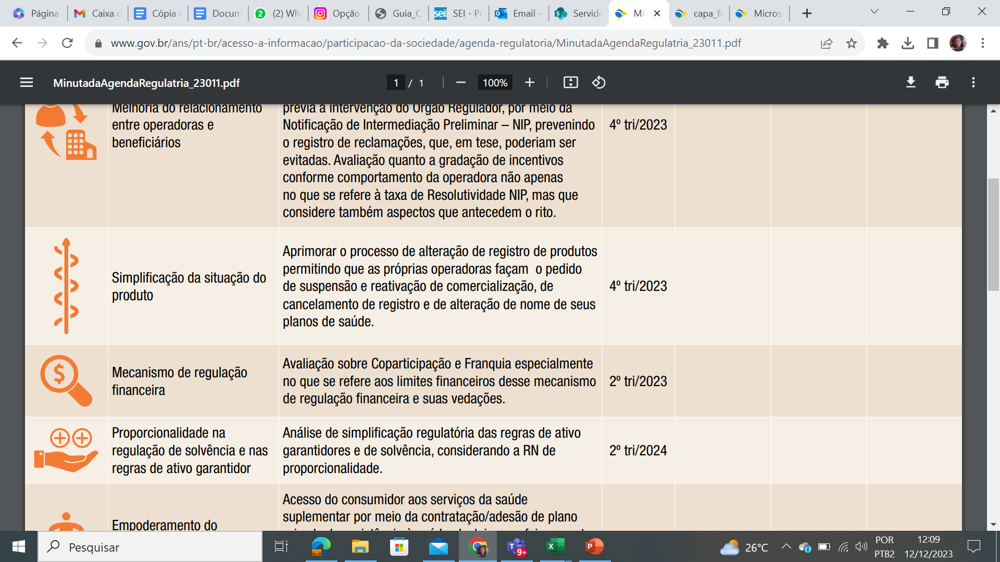 Página
Caixa d
Cópia
Docum
(2) Wh
Opção
Guia_C
SEI - Pr
Email -
Servido
Mi
capa_fi
Micros
www.gov.br/ans/pt-br/acesso-a-informacao/participacao-da-sociedade/agenda-regulatoria/MinutadaAgendaRegulatria_23011.pdf
MinutadaAgendaRegulatria_23011.pdf
1 / 1
100%
Melhoria do relacionamento
entre operadoras e
beneficiários
prévia à intervenção do Órgão Regulador, por meio da
Notificação de Intermediação Preliminar – NIP, prevenindo
o registro de reclamações, que, em tese, poderiam ser
evitadas. Avaliação quanto a gradação de incentivos
conforme comportamento da operadora não apenas
no que se refere à taxa de Resolutividade NIP, mas que
considere também aspectos que antecedem o rito.
4º tri/2023
Simplificação da situação do
produto
Aprimorar o processo de alteração de registro de produtos
permitindo que as próprias operadoras façam o pedido
de suspensão e reativação de comercialização, de
cancelamento de registro e de alteração de nome de seus
planos de saúde.
4º tri/2023
Mecanismo de regulação
financeira
Avaliação sobre Coparticipação e Franquia especialmente
no que se refere aos limites financeiros desse mecanismo
de regulação financeira e suas vedações.
2º tri/2023
Proporcionalidade na
regulação de solvência e nas
regras de ativo garantidor
Análise de simplificação regulatória das regras de ativo
garantidores e de solvência, considerando a RN de
proporcionalidade.
2º tri/2024
Empoderamento do
Acesso do consumidor aos serviços da saúde
suplementar por meio da contratação/adesão de plano
Pesquisar
9+
26°C
POR
PTB2
12:09
12/12/2023